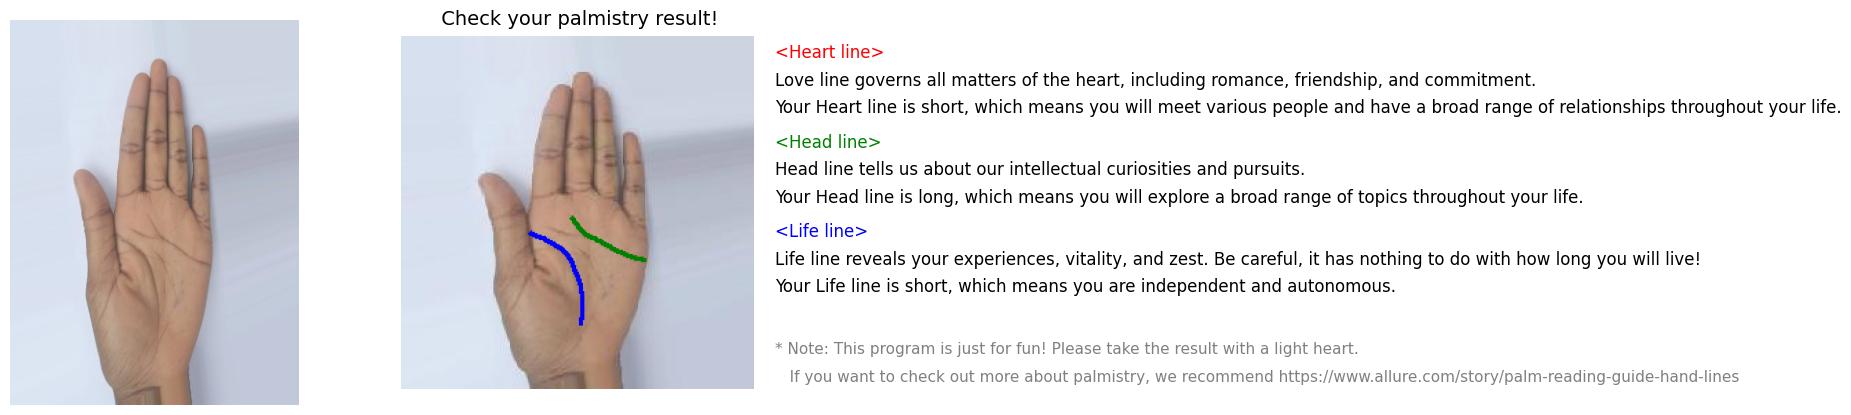 Check your palmistry result!
<Heart line>
Love line governs all matters of the heart, including romance, friendship, and commitment.
Your Heart line is short, which means you will meet various people and have a broad range of relationships throughout your life.
<Head line>
Head line tells us about our intellectual curiosities and pursuits.
Your Head line is long, which means you will explore a broad range of topics throughout your life.
<Life line>
Life line reveals your experiences, vitality, and zest. Be careful, it has nothing to do with how long you will live!
Your Life line is short, which means you are independent and autonomous.
* Note: This program is just for fun! Please take the result with a light heart.
If you want to check out more about palmistry, we recommend https://www.allure.com/story/palm-reading-guide-hand-lines